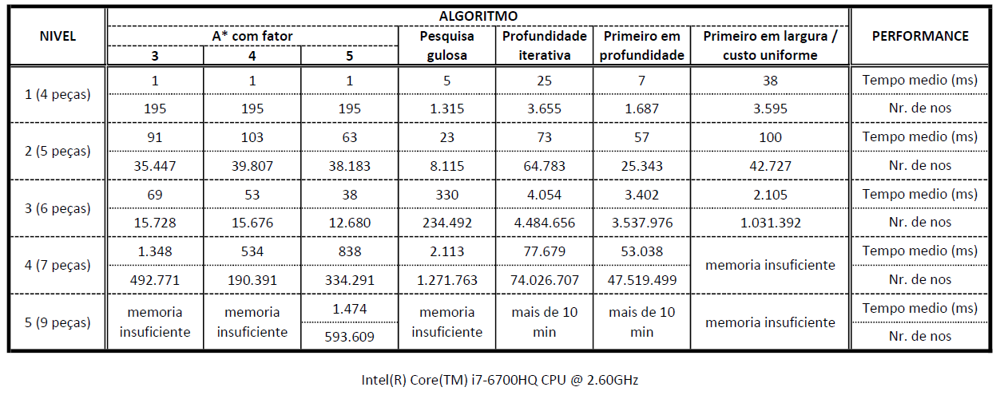 ALGORITMO
NIVEL
A* com fator
Pesquisa gulosa
Profundidade iterativa
Primeiro em profundidade
Primeiro em largura / custo uniforme
PERFORMANCE
3 4 5
1 (4 peças)
1 1 1 5 25 7 38 Tempo medio (ms)
195 195 195 1.315 3.655 1.687 3.595 Nr. de nos
2 (5 peças)
91 103 63 23 73 57 100 Tempo medio (ms)
35.447 39.807 38.183 8.115 64.783 25.343 42.727 Nr. de nos
3 (6 peças)
69 53 38 330 4.054 3.402 2.105 Tempo medio (ms)
15.728 15.676 12.680 234.492 4.484.656 3.537.976 1.031.392 Nr. de nos
4 (7 peças)
1.348 534 838 2.113 77.679 53.038 memoria insuficiente Tempo medio (ms)
492.771 190.391 334.291 1.271.763 74.026.707 47.519.499 Nr. de nos
5 (9 peças)
memoria insuficiente
memoria insuficiente
1.474
593.609
memoria insuficiente
mais de 10 min
mais de 10 min
memoria insuficiente
Tempo medio (ms)
Nr. de nos
Intel(R) Core(TM) i7-6700HQ CPU @ 2.60GHz